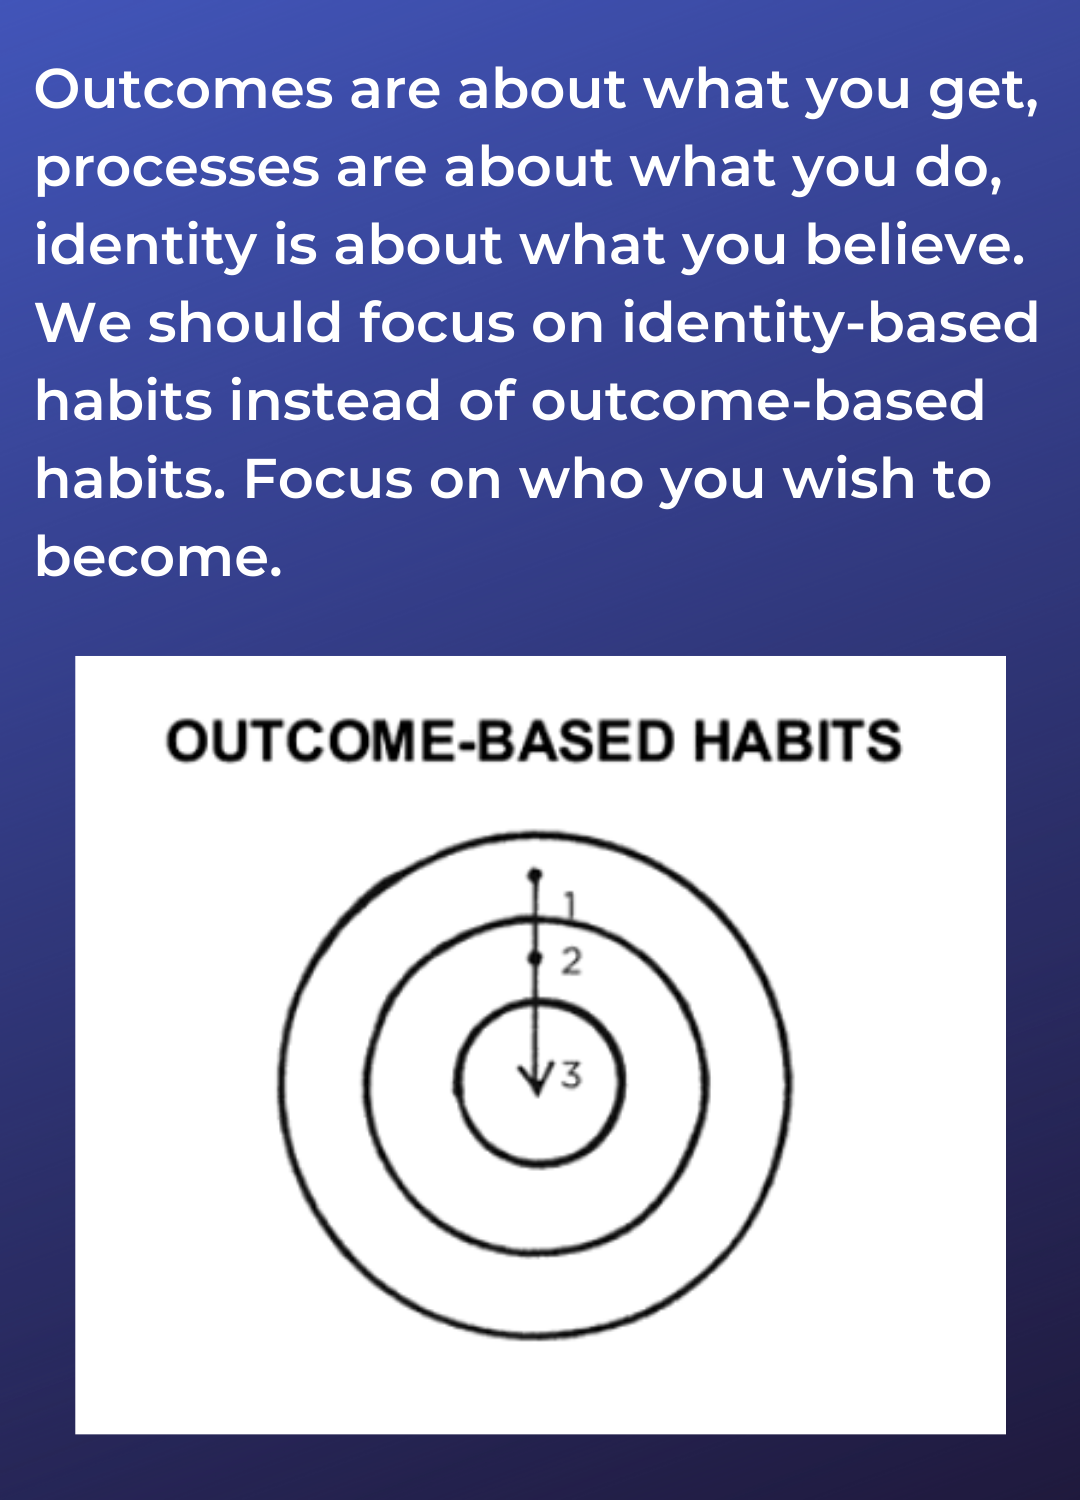 Outcomes are about what you get,
processes are about what you do,
identity is about what you believe.
We should focus on identity-based
habits instead of outcome-based
habits. Focus on who you wish to
become.
OUTCOME-BASED HABITS
1
2
3